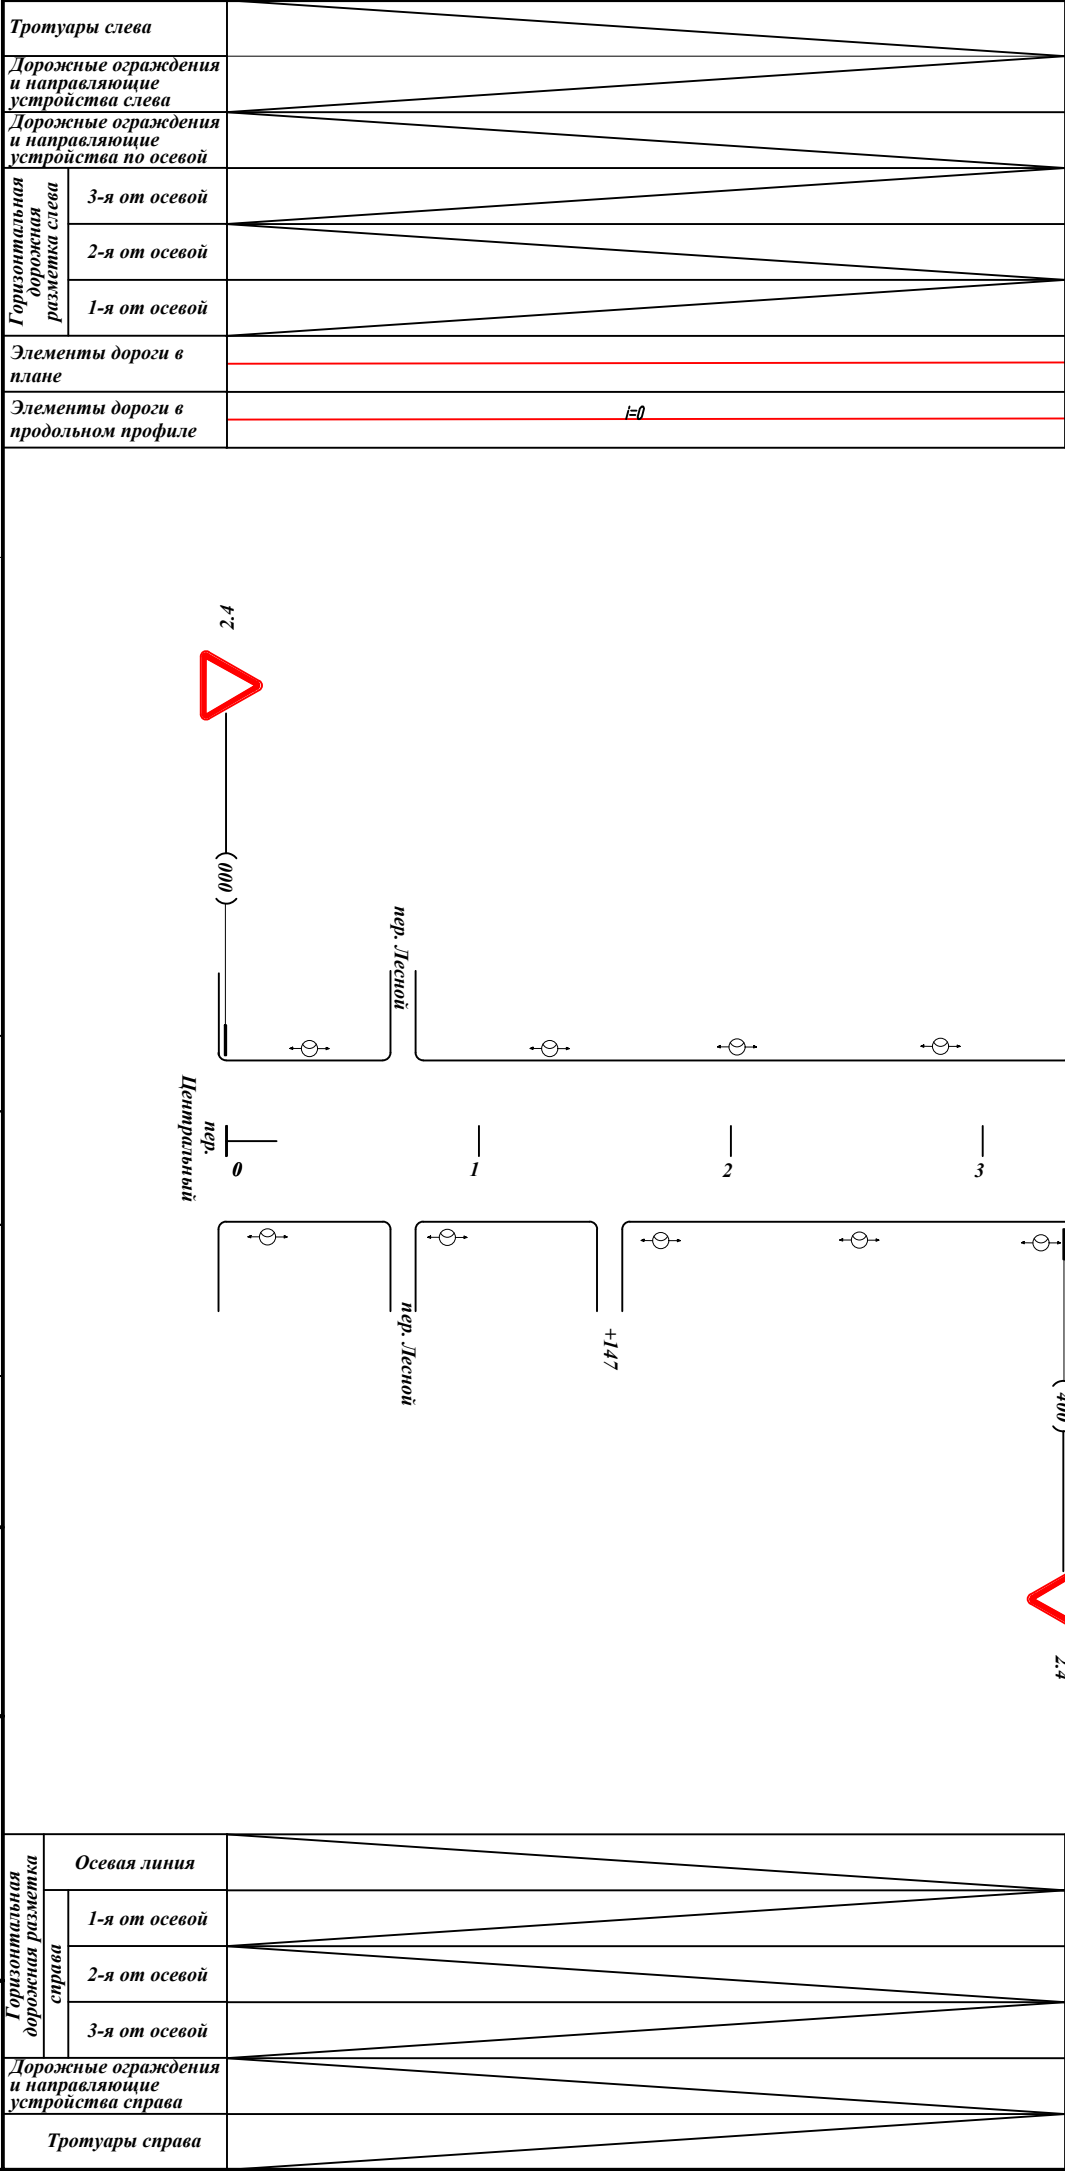 Тротуары слева
Дорожные ограждения
и направляющие
устройства слева
Дорожные ограждения
и направляющие
устройства по осевой
Горизонтальная
дорожная
разметка слева
3-я от осевой
2-я от осевой
1-я от осевой
Элементы дороги в
плане
Элементы дороги в
продольном профиле
i=0
2.4
(000)
пер. Лесной
пер.
Центральный
0
1
2
3
пер. Лесной
+147
(400)
2.4
Горизонтальная
дорожная разметка
справа
Осевая линия
1-я от осевой
2-я от осевой
3-я от осевой
Дорожные ограждения
и направляющие
устройства справа
Тротуары справа